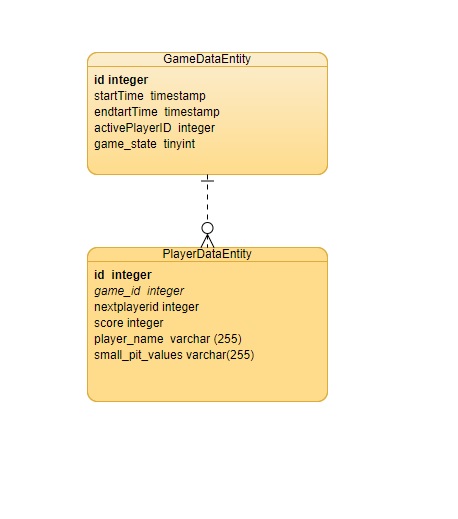 GameDataEntity
id integer
startTime timestamp
endtartTime timestamp
activePlayerID integer
game_state tinyint
PlayerDataEntity
id integer
game_id integer
nextplayerid integer
score integer
player_name varchar (255)
small_pit_values varchar(255)